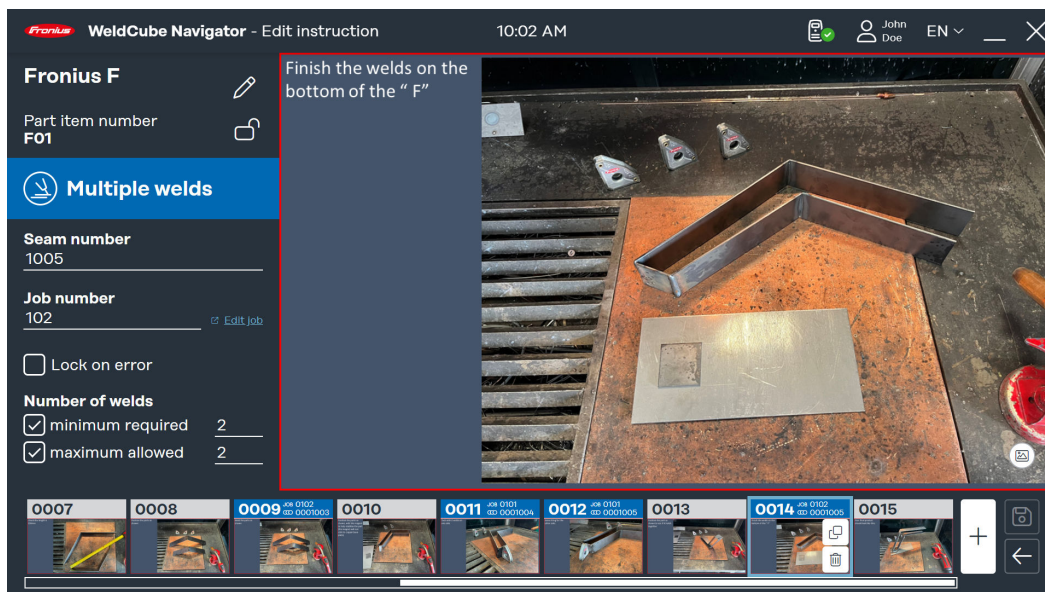 Fronius WeldCube Navigator - Edit instruction 10:02 AM John Doe EN
Fronius F
Part item number
F01
Multiple welds
Seam number
1005
Job number
102 Edit job
Lock on error
Number of welds
minimum required 2
maximum allowed 2
Finish the welds on the
bottom of the “ F”
0007
0008
0009 JOB 0102 0001003
0010
0011 JOB 0101 0001004
0012 JOB 0101 0001005
0013
0014 JOB 0102 0001005
0015